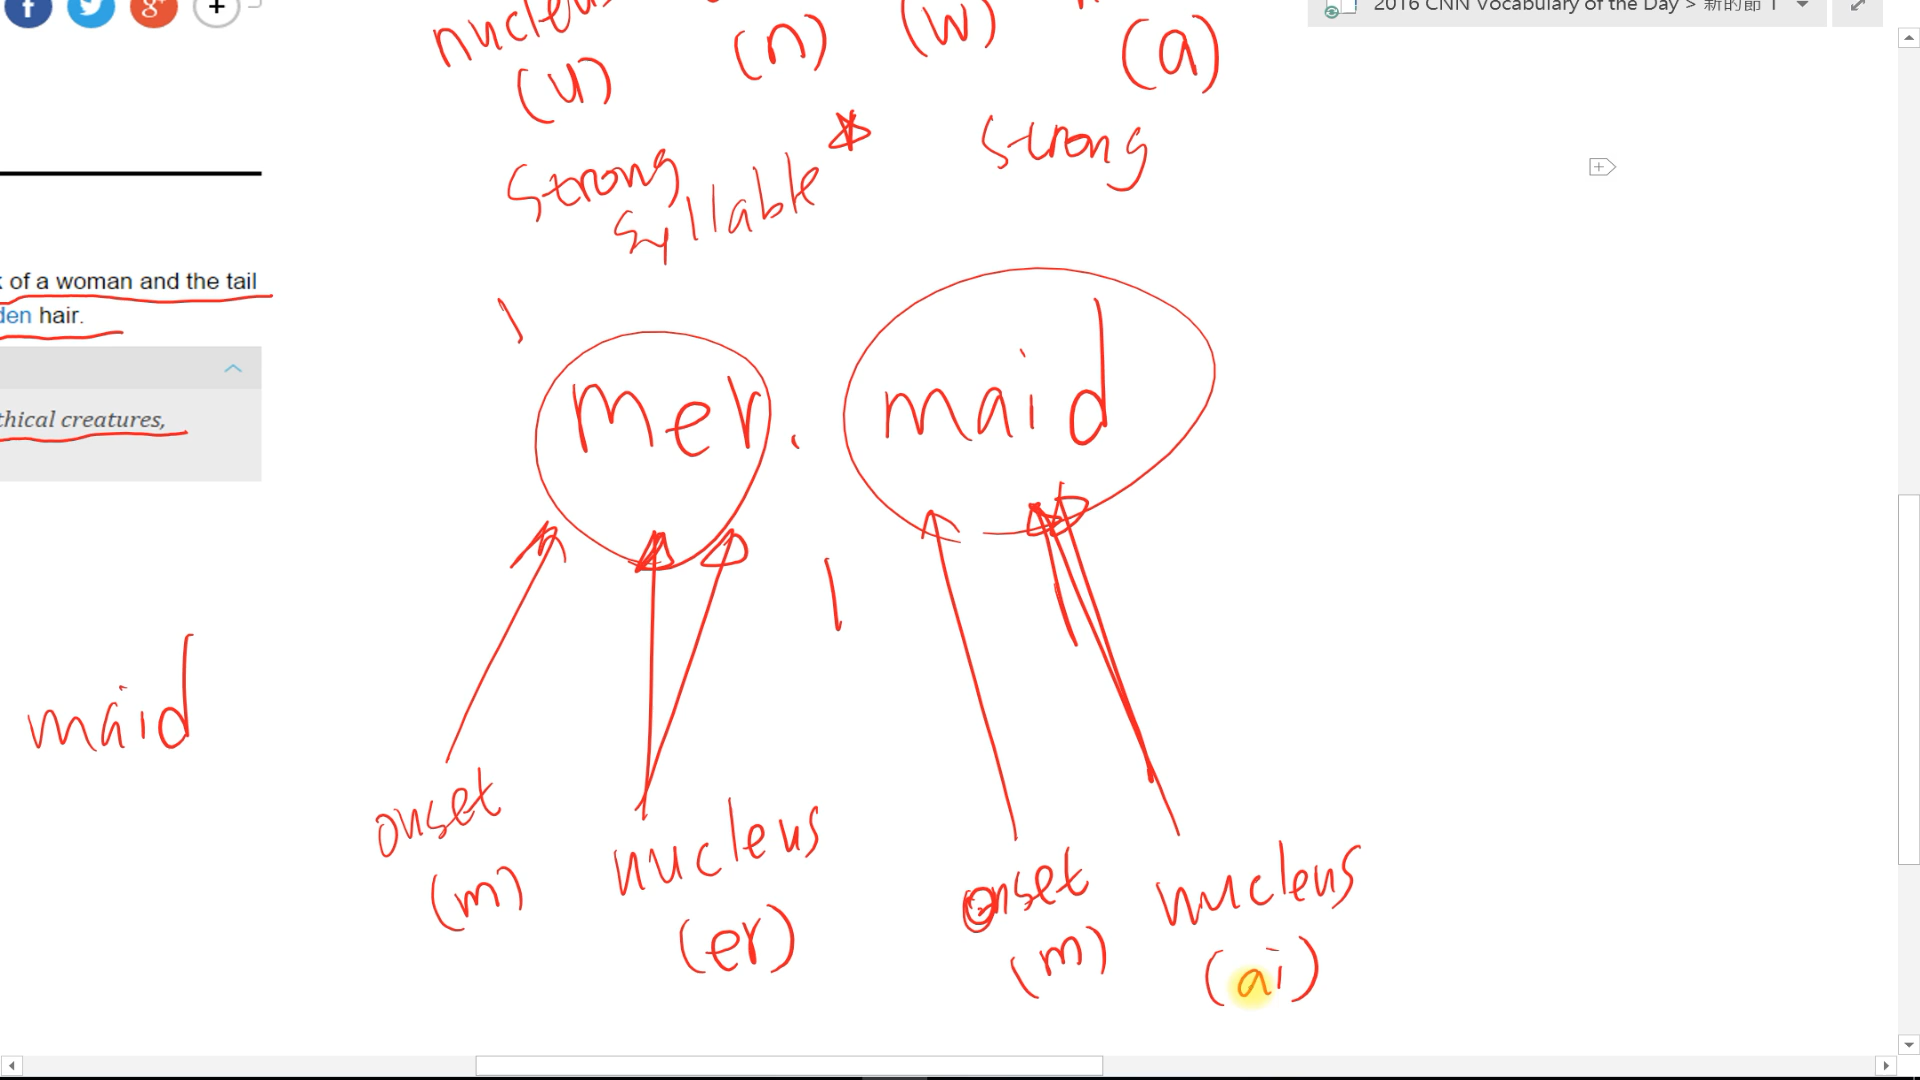 2016 CNN Vocabulary of the Day > 新的節 1
nucleus
(u)
(n)
(w)
(a)
strong
syllable
strong
of a woman and the tail
den hair.
thical creatures,
mer . maid
maid
onset
(m)
nucleus
(er)
onset
(m)
nucleus
(ai)